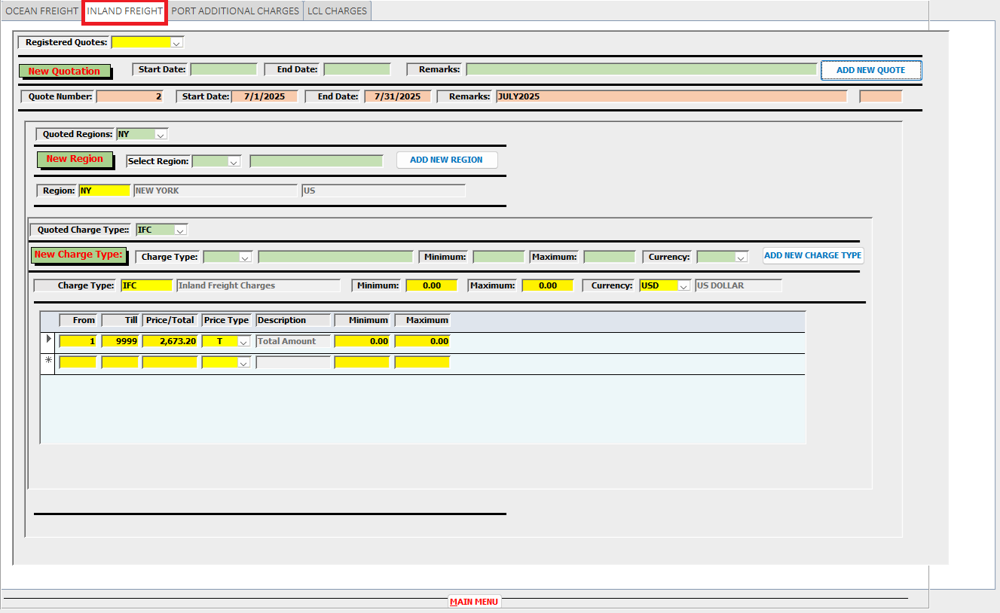 OCEAN FREIGHT INLAND FREIGHT PORT ADDITIONAL CHARGES LCL CHARGES
Registered Quotes:
New Quotation Start Date: End Date: Remarks: ADD NEW QUOTE
Quote Number: 2 Start Date: 7/1/2025 End Date: 7/31/2025 Remarks: JULY2025
Quoted Regions: NY
New Region Select Region: ADD NEW REGION
Region: NY NEW YORK US
Quoted Charge Type:: IFC
New Charge Type: Charge Type: Minimum: Maximum: Currency: ADD NEW CHARGE TYPE
Charge Type: IFC Inland Freight Charges Minimum: 0.00 Maximum: 0.00 Currency: USD US DOLLAR
From Till Price/Total Price Type Description Minimum Maximum
1 9999 2,673.20 T Total Amount 0.00 0.00
*
MAIN MENU